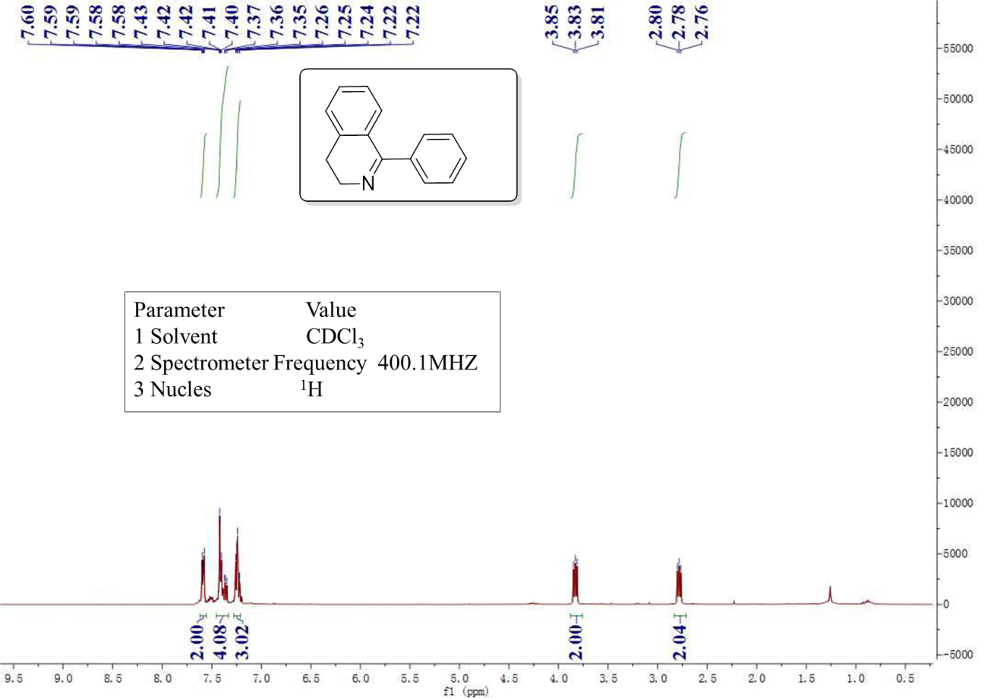 7.60 7.59 7.59 7.58 7.58 7.43 7.42 7.42 7.41 7.40 7.37 7.36 7.35 7.26 7.25 7.24 7.22 7.22 3.85 3.83 3.81 2.80 2.78 2.76
55000
50000
45000
N
40000
35000
Parameter Value
1 Solvent CDCl₃
2 Spectrometer Frequency 400.1MHZ
3 Nucles ¹H
30000
25000
20000
15000
10000
5000
0
2.00 4.08 3.02 2.00 2.04
-5000
9.5 9.0 8.5 8.0 7.5 7.0 6.5 6.0 5.5 5.0 4.5 4.0 3.5 3.0 2.5 2.0 1.5 1.0 0.5
f1 (ppm)